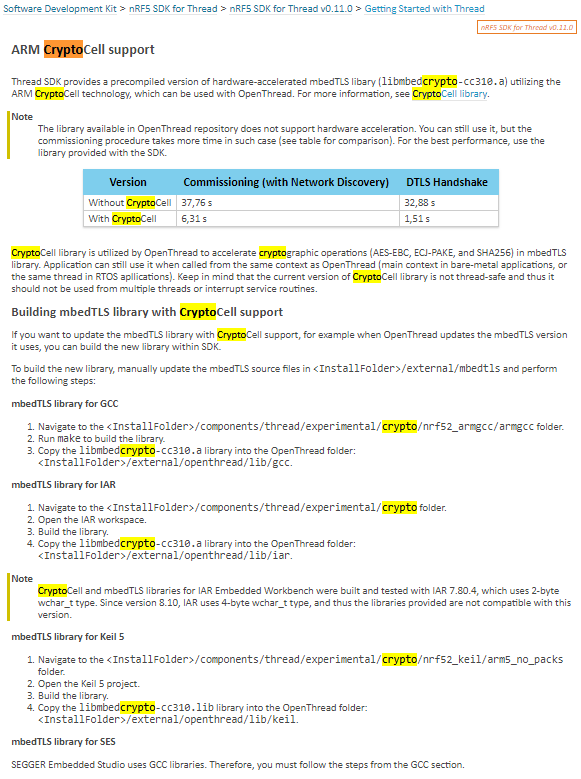 Software Development Kit > nRF5 SDK for Thread > nRF5 SDK for Thread v0.11.0 > Getting Started with Thread
nRF5 SDK for Thread v0.11.0
ARM CryptoCell support
Thread SDK provides a precompiled version of hardware-accelerated mbedTLS libary (libmbedcrypto-cc310.a) utlizing the
ARM CryptoCell technology, which can be used with OpenThread. For more information, see CryptoCell library.
Note
The library available in OpenThread repository does not support hardware acceleration. You can still use it, but the
commissioning procedure takes more time in such case (see table for comparison). For the best performance, use the
library provided with the SDK.
Version Commissioning (with Network Discovery) DTLS Handshake
Without CryptoCell 37,76 s 32,88 s
With CryptoCell 6,31 s 1,51 s
CryptoCell library is utilized by OpenThread to accelerate cryptographic operations (AES-EBC, ECJ-PAKE, and SHA256) in mbedTLS
library. Application can still use it when called from the same context as OpenThread (main context in bare-metal applications, or
the same thread in RTOS apllications). Keep in mind that the current version of CryptoCell library is not thread-safe and thus it
should not be used from multiple threads or interrupt service routines.
Building mbedTLS library with CryptoCell support
If you want to update the mbedTLS library with CryptoCell support, for example when OpenThread updates the mbedTLS version
it uses, you can build the new library within SDK.
To build the new library, manually update the mbedTLS source files in <InstallFolder>/external/mbedtls and perform
the following steps:
mbedTLS library for GCC
1. Navigate to the <InstallFolder>/components/thread/experimental/crypto/nrf52_armgcc/armgcc folder.
2. Run make to build the library.
3. Copy the libmbedcrypto-cc310.a library into the OpenThread folder:
<InstallFolder>/external/openthread/lib/gcc.
mbedTLS library for IAR
1. Navigate to the <InstallFolder>/components/thread/experimental/crypto folder.
2. Open the IAR workspace.
3. Build the library.
4. Copy the libmbedcrypto-cc310.a library into the OpenThread folder:
<InstallFolder>/external/openthread/lib/iar.
Note
CryptoCell and mbedTLS libraries for IAR Embedded Workbench were built and tested with IAR 7.80.4, which uses 2-byte
wchar_t type. Since version 8.10, IAR uses 4-byte wchar_t type, and thus the libraries provided are not compatible with this
version.
mbedTLS library for Keil 5
1. Navigate to the <InstallFolder>/components/thread/experimental/crypto/nrf52_keil/arm5_no_packs
folder.
2. Open the Keil 5 project.
3. Build the library.
4. Copy the libmbedcrypto-cc310.lib library into the OpenThread folder:
<InstallFolder>/external/openthread/lib/keil.
mbedTLS library for SES
SEGGER Embedded Studio uses GCC libraries. Therefore, you must follow the steps from the GCC section.